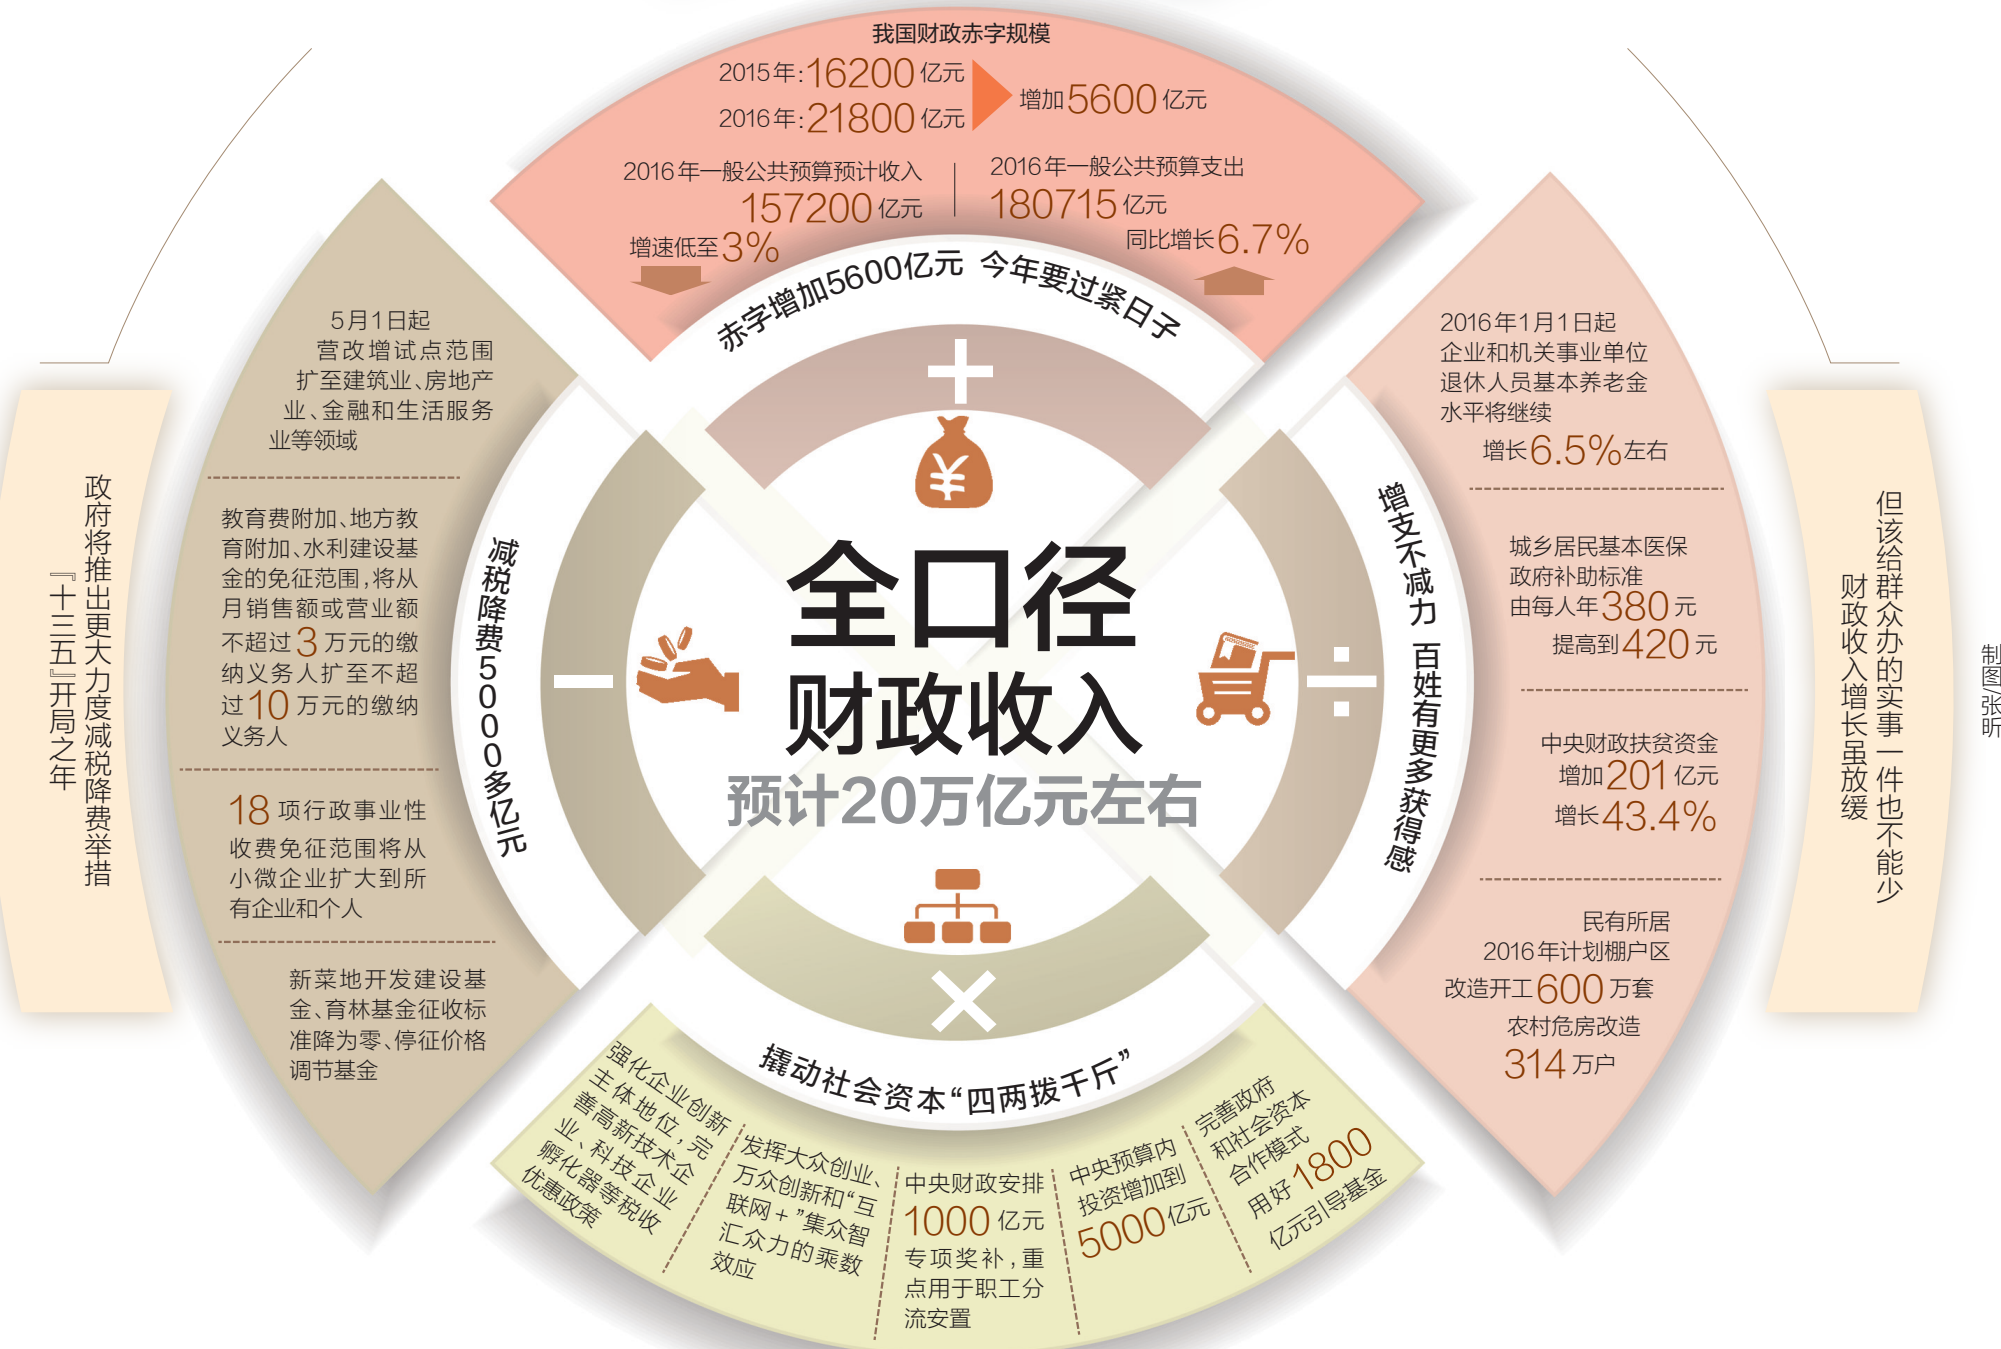 我国财政赤字规模
2015年:16200亿元
2016年:21800亿元
增加5600亿元
2016年一般公共预算预计收入
157200亿元
增速低至3%
2016年一般公共预算支出
180715亿元
同比增长6.7%
赤字增加5600亿元 今年要过紧日子
+
¥
政府将推出更大力度减税降费举措
『十三五』开局之年
5月1日起
营改增试点范围
扩至建筑业、房地产
业、金融和生活服务
业等领域
教育费附加、地方教
育附加、水利建设基
金的免征范围,将从
月销售额或营业额
不超过3万元的缴
纳义务人扩至不超
过10万元的缴纳
义务人
18项行政事业性
收费免征范围将从
小微企业扩大到所
有企业和个人
新菜地开发建设基
金、育林基金征收标
准降为零、停征价格
调节基金
减税降费5000多亿元
−
全口径
财政收入
预计20万亿元左右
÷
增支不减力 百姓有更多获得感
2016年1月1日起
企业和机关事业单位
退休人员基本养老金
水平将继续
增长6.5%左右
城乡居民基本医保
政府补助标准
由每人年380元
提高到420元
中央财政扶贫资金
增加201亿元
增长43.4%
民有所居
2016年计划棚户区
改造开工600万套
农村危房改造
314万户
财政收入增长虽放缓
但该给群众办的实事一件也不能少
制图/张昕
×
撬动社会资本“四两拨千斤”
强化企业创新
主体地位,完
善高新技术企
业、科技企业
孵化器等税收
优惠政策
发挥大众创业、
万众创新和“互
联网+”集众智
汇众力的乘数
效应
中央财政安排
1000亿元
专项奖补,重
点用于职工分
流安置
中央预算内
投资增加到
5000亿元
完善政府
和社会资本
合作模式
用好1800
亿元引导基金